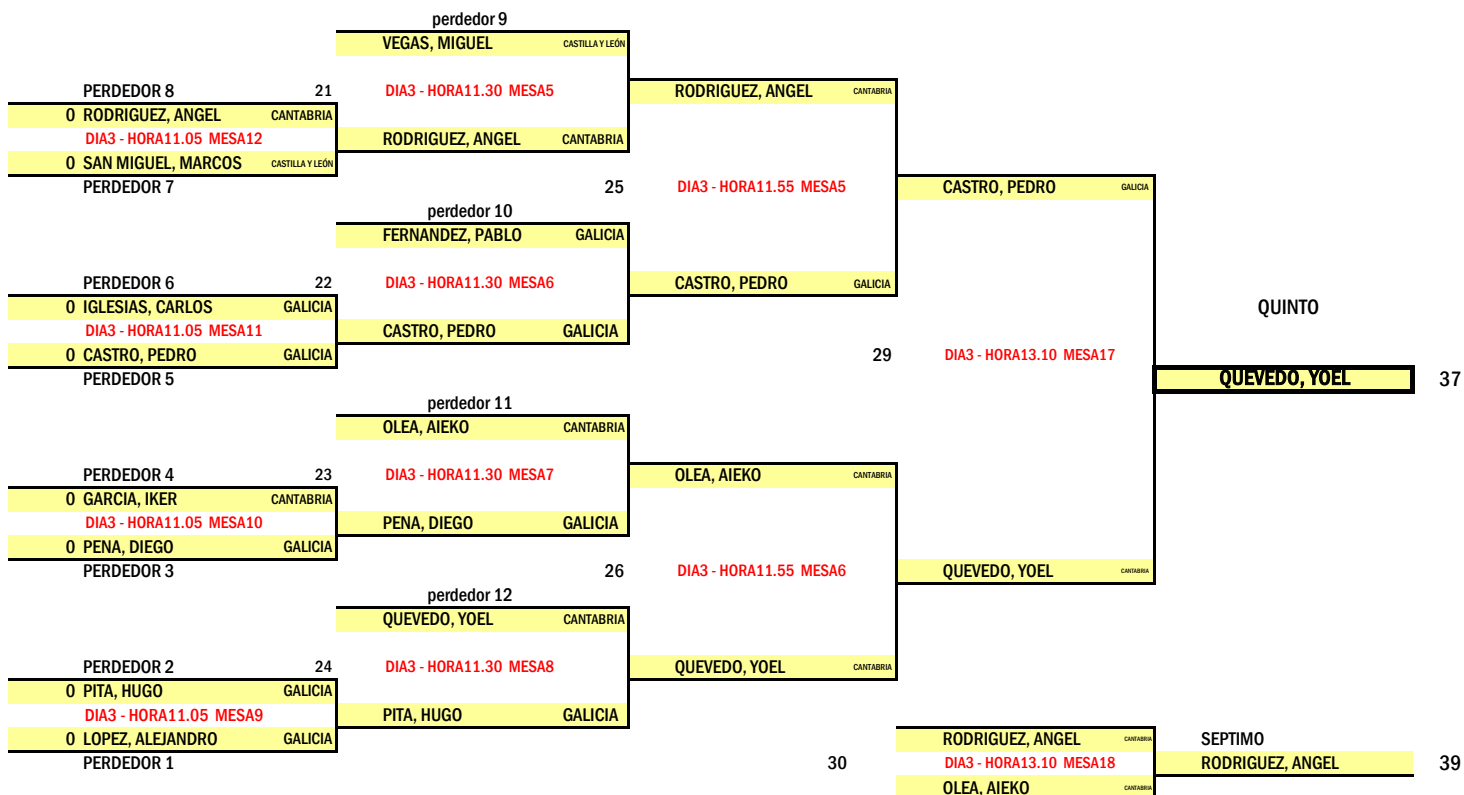 perdedor 9
VEGAS, MIGUEL CASTILLA Y LEÓN
PERDEDOR 8 21 DIA3 - HORA11.30 MESA5 RODRIGUEZ, ANGEL CANTABRIA
0 RODRIGUEZ, ANGEL CANTABRIA
DIA3 - HORA11.05 MESA12 RODRIGUEZ, ANGEL CANTABRIA
0 SAN MIGUEL, MARCOS CASTILLA Y LEÓN
PERDEDOR 7 25 DIA3 - HORA11.55 MESA5 CASTRO, PEDRO GALICIA
perdedor 10
FERNANDEZ, PABLO GALICIA
PERDEDOR 6 22 DIA3 - HORA11.30 MESA6 CASTRO, PEDRO GALICIA
0 IGLESIAS, CARLOS GALICIA QUINTO
DIA3 - HORA11.05 MESA11 CASTRO, PEDRO GALICIA
0 CASTRO, PEDRO GALICIA 29 DIA3 - HORA13.10 MESA17
PERDEDOR 5 QUEVEDO, YOEL 37
perdedor 11
OLEA, AIEKO CANTABRIA
PERDEDOR 4 23 DIA3 - HORA11.30 MESA7 OLEA, AIEKO CANTABRIA
0 GARCIA, IKER CANTABRIA
DIA3 - HORA11.05 MESA10 PENA, DIEGO GALICIA
0 PENA, DIEGO GALICIA
PERDEDOR 3 26 DIA3 - HORA11.55 MESA6 QUEVEDO, YOEL CANTABRIA
perdedor 12
QUEVEDO, YOEL CANTABRIA
PERDEDOR 2 24 DIA3 - HORA11.30 MESA8 QUEVEDO, YOEL CANTABRIA
0 PITA, HUGO GALICIA
DIA3 - HORA11.05 MESA9 PITA, HUGO GALICIA
0 LOPEZ, ALEJANDRO GALICIA RODRIGUEZ, ANGEL CANTABRIA SEPTIMO
PERDEDOR 1 30 DIA3 - HORA13.10 MESA18 RODRIGUEZ, ANGEL 39
OLEA, AIEKO CANTABRIA